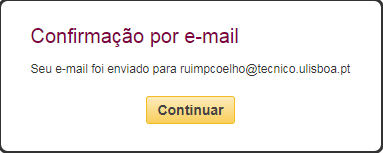 Confirmação por e-mail
Seu e-mail foi enviado para ruimpcoelho@tecnico.ulisboa.pt
Continuar